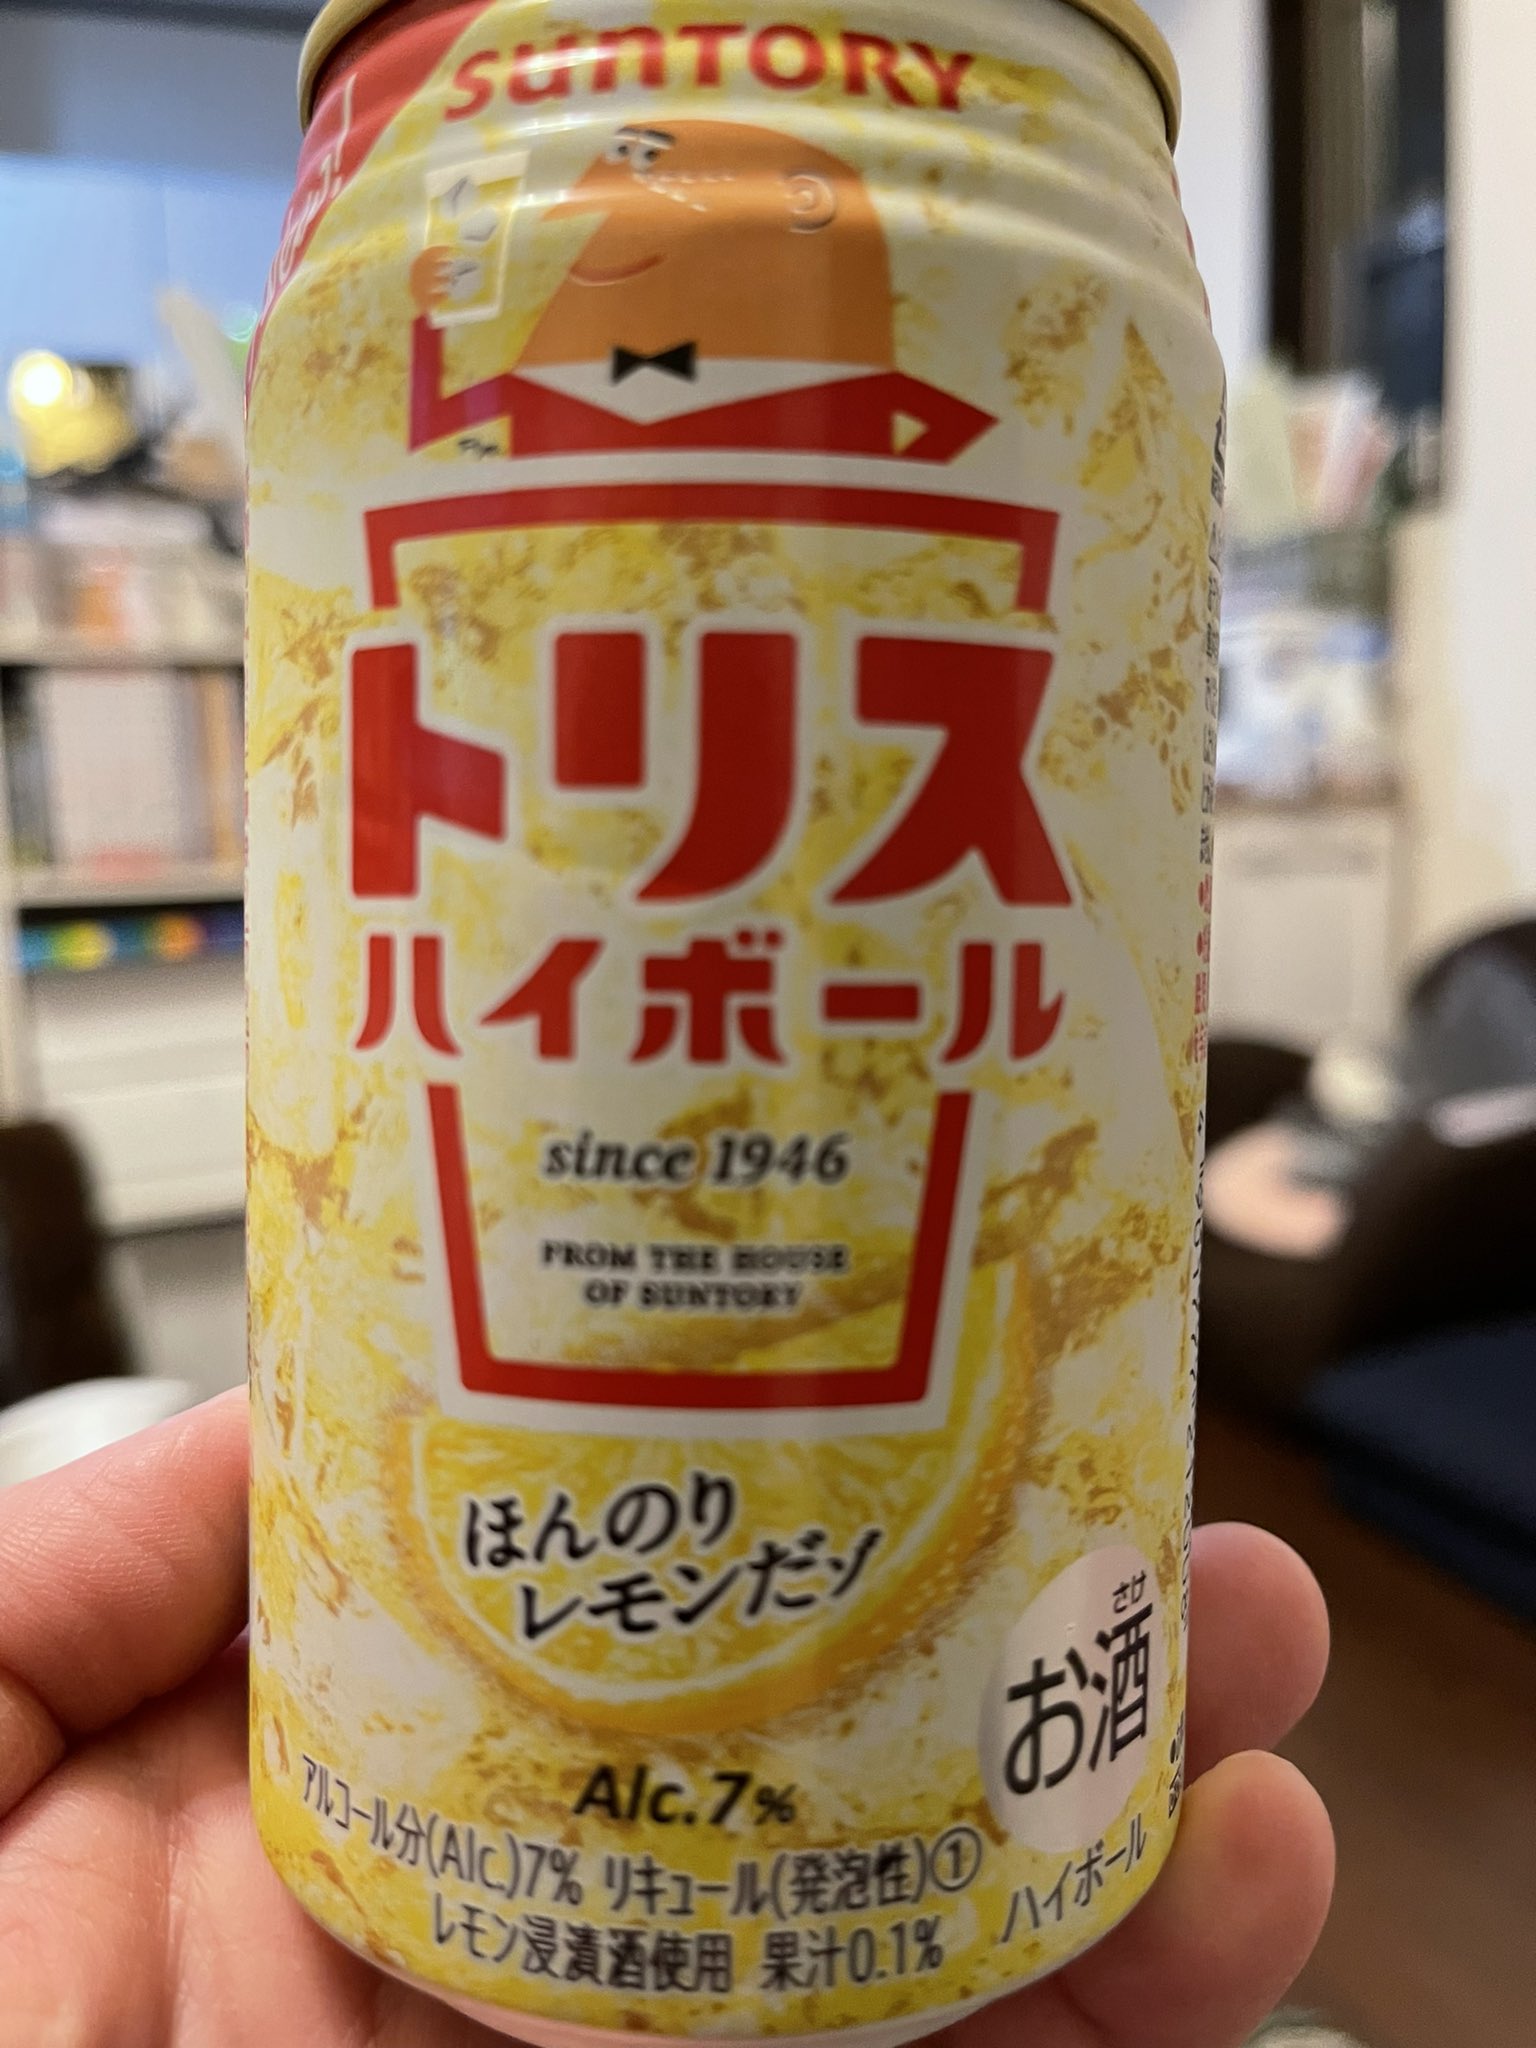 SUNTORY
トリス
ハイボール
since 1946
FROM THE HOUSE
OF SUNTORY
ほんのり
レモンだゾ
さけ
お酒
Alc.7%
アルコール分(Alc.)7% リキュール(発泡性)①
レモン浸漬酒使用 果汁0.1%
ハイボール